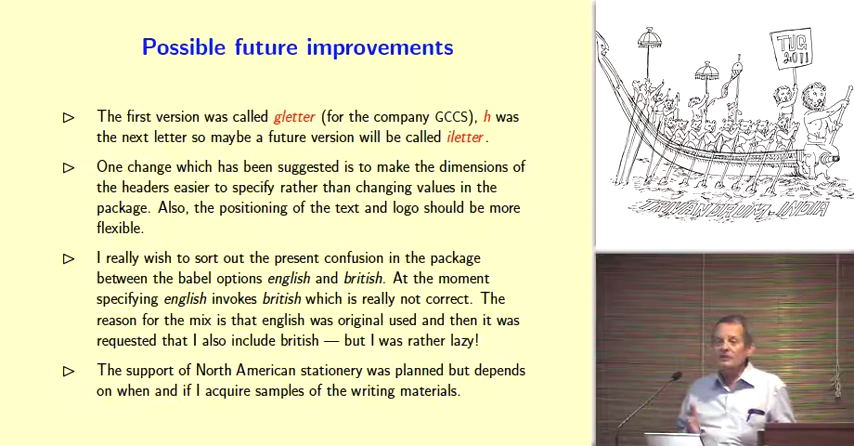 Possible future improvements
▷ The first version was called gletter (for the company GCCS), h was
the next letter so maybe a future version will be called iletter.
▷ One change which has been suggested is to make the dimensions of
the headers easier to specify rather than changing values in the
package. Also, the positioning of the text and logo should be more
flexible.
▷ I really wish to sort out the present confusion in the package
between the babel options english and british. At the moment
specifying english invokes british which is really not correct. The
reason for the mix is that english was original used and then it was
requested that I also include british — but I was rather lazy!
▷ The support of North American stationery was planned but depends
on when and if I acquire samples of the writing materials.
TUG
2011
TRIVANDRUM - INDIA